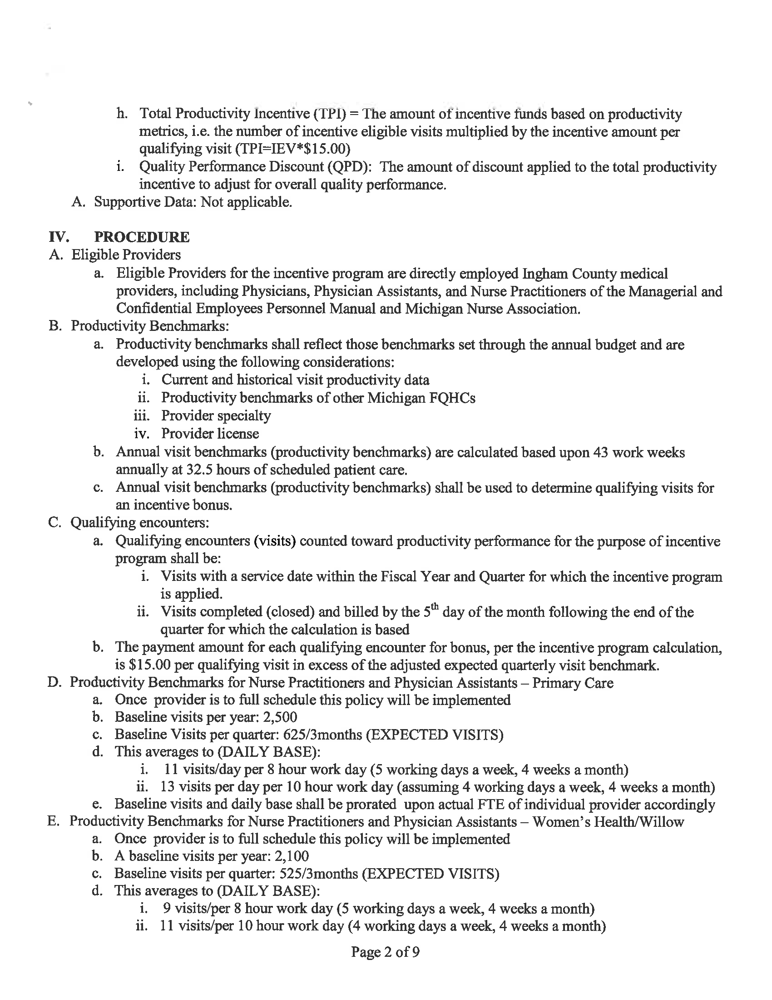 h. Total Productivity Incentive (TPI) = The amount of incentive funds based on productivity
metrics, i.e. the number of incentive eligible visits multiplied by the incentive amount per
qualifying visit (TPI=IEV*$15.00)
i. Quality Performance Discount (QPD): The amount of discount applied to the total productivity
incentive to adjust for overall quality performance.
A. Supportive Data: Not applicable.
IV. PROCEDURE
A. Eligible Providers
a. Eligible Providers for the incentive program are directly employed Ingham County medical
providers, including Physicians, Physician Assistants, and Nurse Practitioners of the Managerial and
Confidential Employees Personnel Manual and Michigan Nurse Association.
B. Productivity Benchmarks:
a. Productivity benchmarks shall reflect those benchmarks set through the annual budget and are
developed using the following considerations:
i. Current and historical visit productivity data
ii. Productivity benchmarks of other Michigan FQHCs
iii. Provider specialty
iv. Provider license
b. Annual visit benchmarks (productivity benchmarks) are calculated based upon 43 work weeks
annually at 32.5 hours of scheduled patient care.
c. Annual visit benchmarks (productivity benchmarks) shall be used to determine qualifying visits for
an incentive bonus.
C. Qualifying encounters:
a. Qualifying encounters (visits) counted toward productivity performance for the purpose of incentive
program shall be:
i. Visits with a service date within the Fiscal Year and Quarter for which the incentive program
is applied.
ii. Visits completed (closed) and billed by the 5th day of the month following the end of the
quarter for which the calculation is based
b. The payment amount for each qualifying encounter for bonus, per the incentive program calculation,
is $15.00 per qualifying visit in excess of the adjusted expected quarterly visit benchmark.
D. Productivity Benchmarks for Nurse Practitioners and Physician Assistants – Primary Care
a. Once provider is to full schedule this policy will be implemented
b. Baseline visits per year: 2,500
c. Baseline Visits per quarter: 625/3months (EXPECTED VISITS)
d. This averages to (DAILY BASE):
i. 11 visits/day per 8 hour work day (5 working days a week, 4 weeks a month)
ii. 13 visits per day per 10 hour work day (assuming 4 working days a week, 4 weeks a month)
e. Baseline visits and daily base shall be prorated upon actual FTE of individual provider accordingly
E. Productivity Benchmarks for Nurse Practitioners and Physician Assistants – Women's Health/Willow
a. Once provider is to full schedule this policy will be implemented
b. A baseline visits per year: 2,100
c. Baseline visits per quarter: 525/3months (EXPECTED VISITS)
d. This averages to (DAILY BASE):
i. 9 visits/per 8 hour work day (5 working days a week, 4 weeks a month)
ii. 11 visits/per 10 hour work day (4 working days a week, 4 weeks a month)
Page 2 of 9